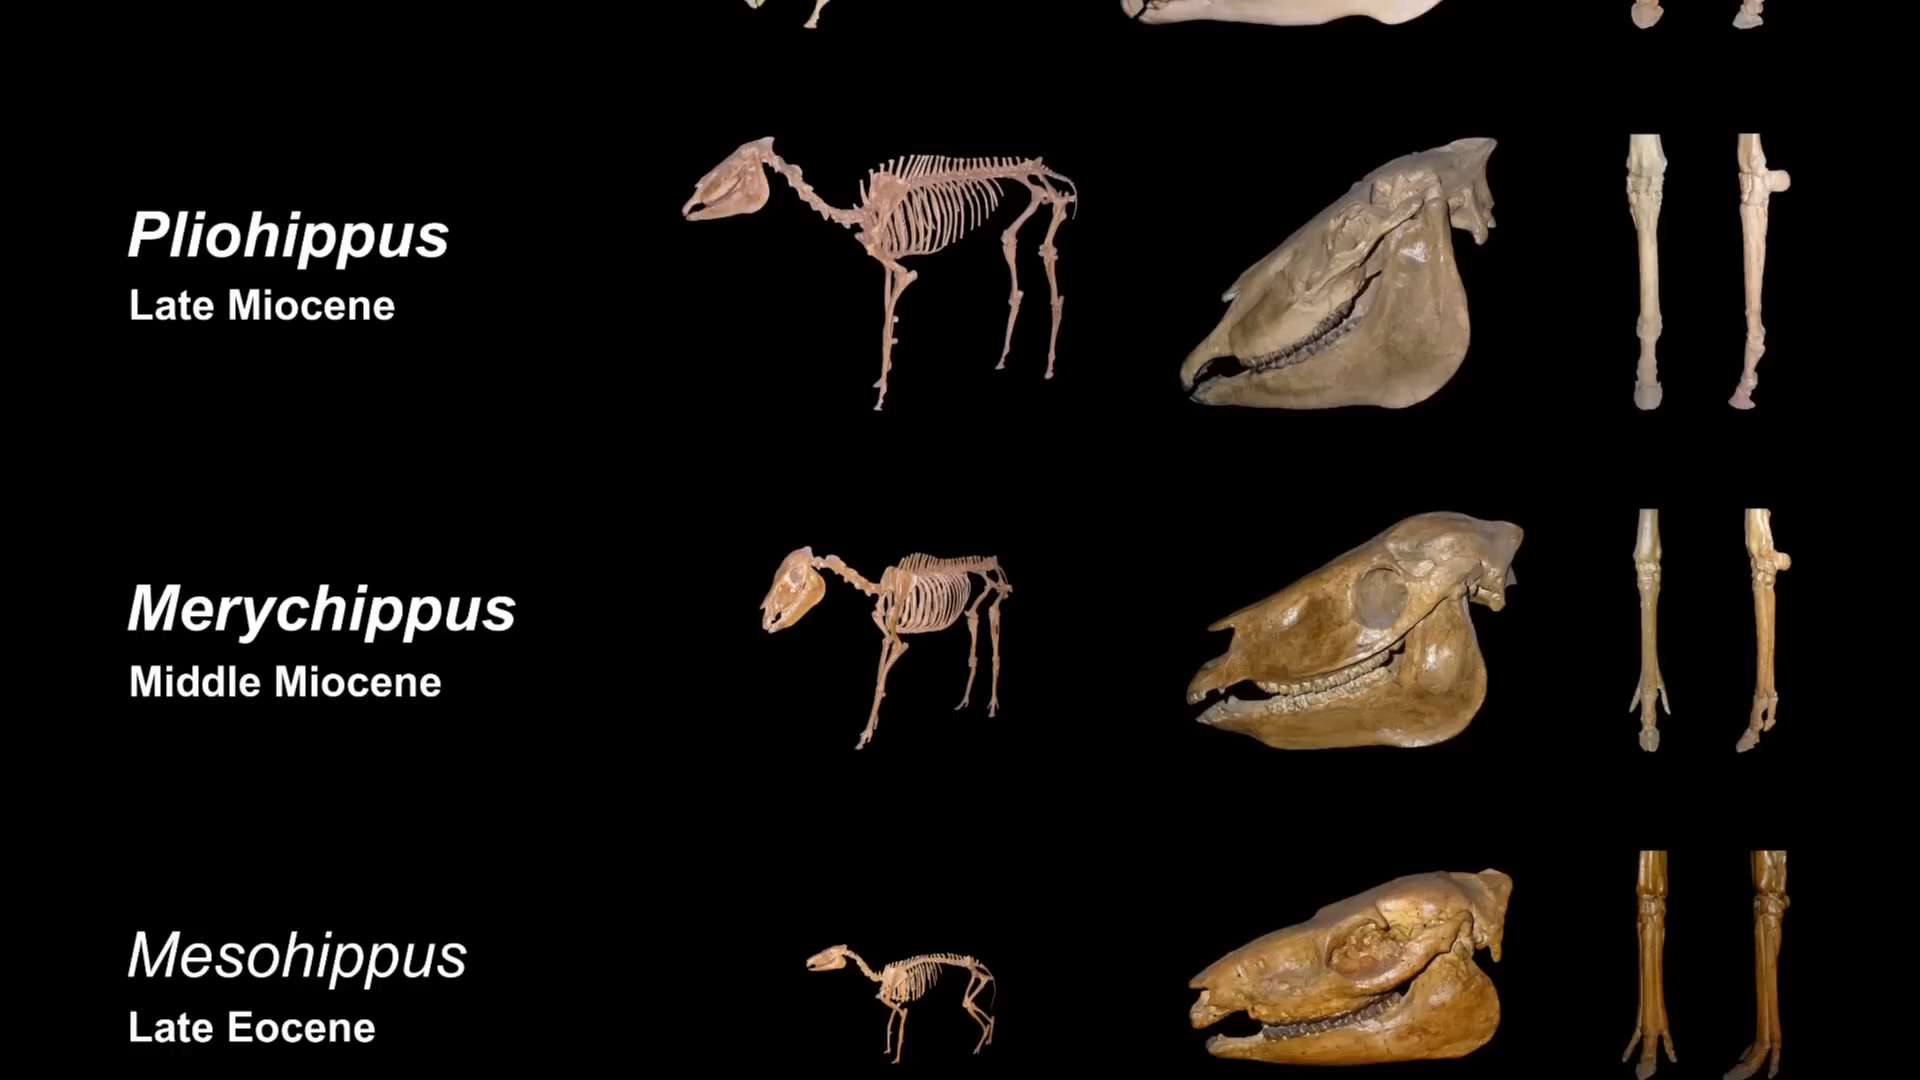 Pliohippus
Late Miocene
Merychippus
Middle Miocene
Mesohippus
Late Eocene